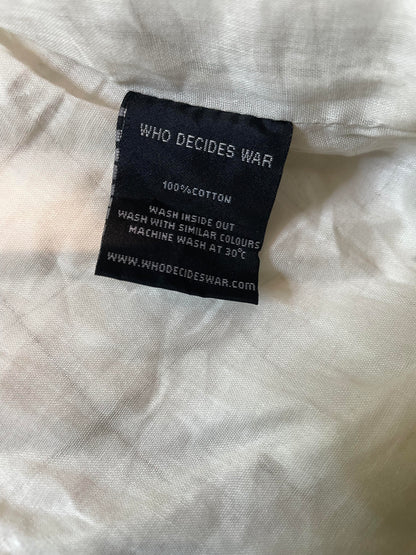 WHO DECIDES WAR
100%COTTON
WASH INSIDE OUT
WASH WITH SIMILAR COLOURS
MACHINE WASH AT 30°C
WWW.WHODECIDESWAR.com